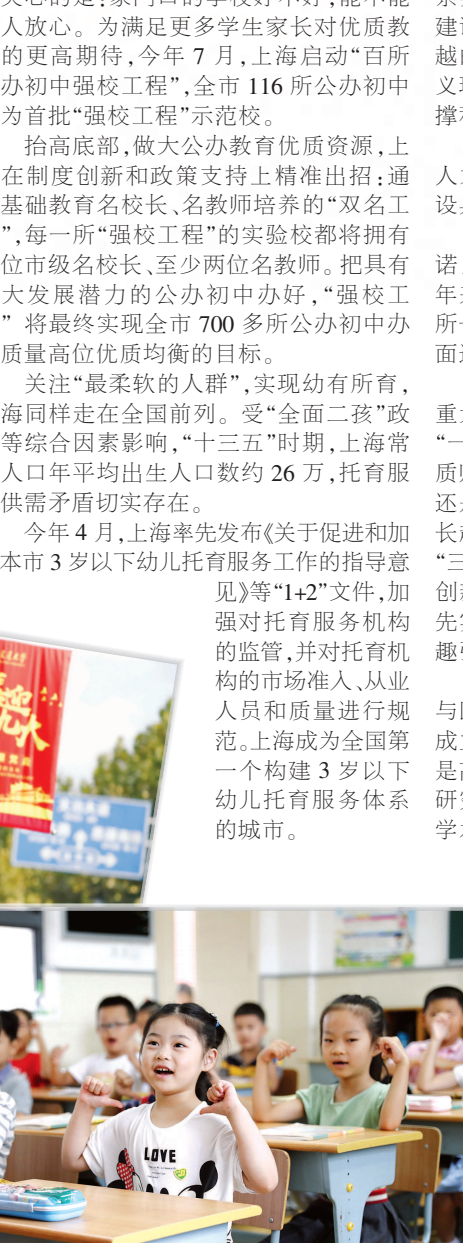 心的是:家门口的学校好不好,能不能
人放心。为满足更多学生家长对优质教
的更高期待,今年 7 月,上海启动“百所
办初中强校工程”,全市 116 所公办初中
为首批“强校工程”示范校。
抬高底部,做大公办教育优质资源,上
在制度创新和政策支持上精准出招:通
基础教育名校长、名教师培养的“双名工
”,每一所“强校工程”的实验校都将拥有
位市级名校长、至少两位名教师。把具有
大发展潜力的公办初中办好,“强校工
”将最终实现全市 700 多所公办初中办
质量高位优质均衡的目标。
关注“最柔软的人群”,实现幼有所育,
海同样走在全国前列。受“全面二孩”政
等综合因素影响,“十三五”时期,上海常
人口年平均出生人口数约 26 万,托育服
供需矛盾切实存在。
今年 4 月,上海率先发布《关于促进和加
本市 3 岁以下幼儿托育服务工作的指导意
见》等“1+2”文件,加
强对托育服务机构
的监管,并对托育机
构的市场准入、从业
人员和质量进行规
范。上海成为全国第
一个构建 3 岁以下
幼儿托育服务体系
的城市。
建
越
义
撑
人
设
诺
年
所
面
重
“一
质
还
长
“三
创
先
趣
与
成
是
研
学
LOVE